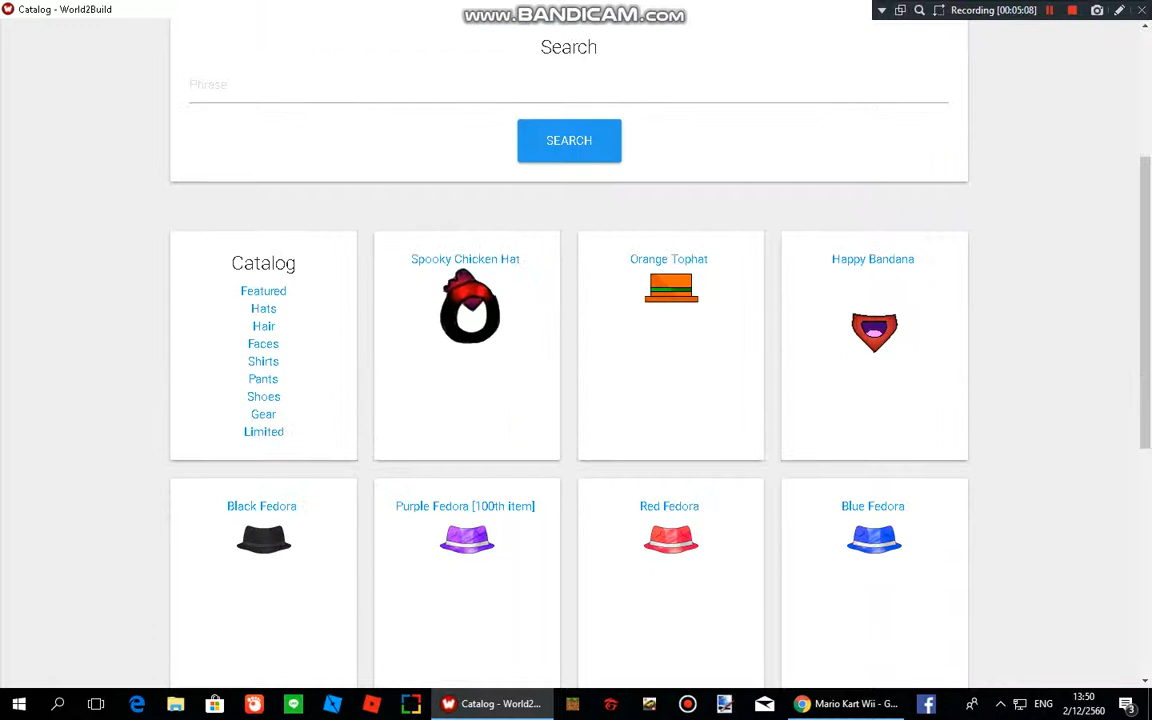 Catalog - World2Build
www.BANDICAM.com
Recording [00:05:08]
Search
Phrase
SEARCH
Catalog
Featured
Hats
Hair
Faces
Shirts
Pants
Shoes
Gear
Limited
Spooky Chicken Hat
Orange Tophat
Happy Bandana
Black Fedora
Purple Fedora [100th item]
Red Fedora
Blue Fedora
Catalog - World2...
Mario Kart Wii - G...
ENG
13:50
2/12/2560
3